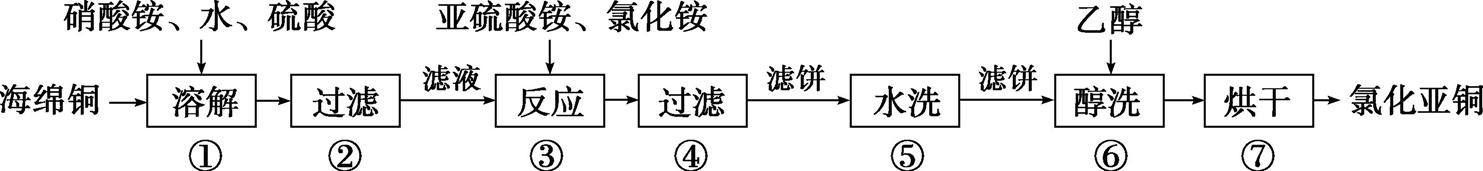 硝酸铵、水、硫酸 亚硫酸铵、氯化铵 乙醇
海绵铜 溶解 过滤 滤液 反应 过滤 滤饼 水洗 滤饼 醇洗 烘干 氯化亚铜
① ② ③ ④ ⑤ ⑥ ⑦